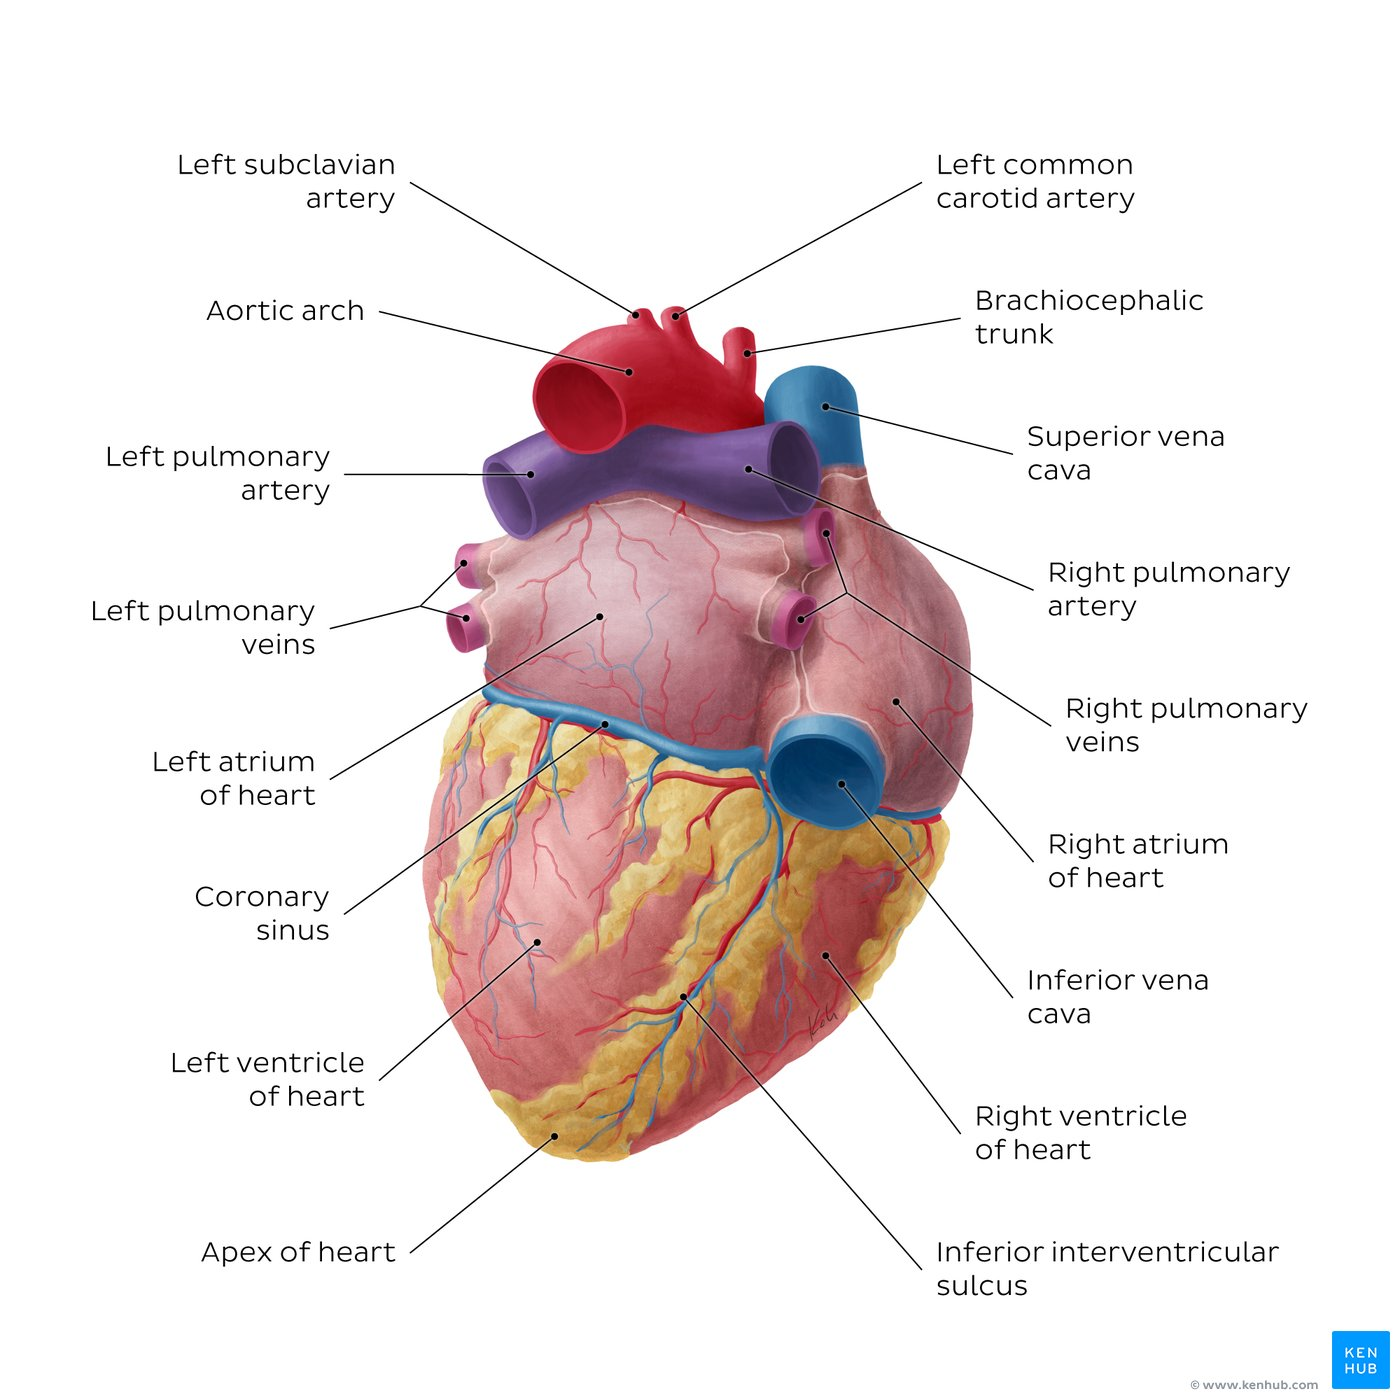 Left subclavian
artery
Aortic arch
Left pulmonary
artery
Left pulmonary
veins
Left atrium
of heart
Coronary
sinus
Left ventricle
of heart
Apex of heart
Left common
carotid artery
Brachiocephalic
trunk
Superior vena
cava
Right pulmonary
artery
Right pulmonary
veins
Right atrium
of heart
Inferior vena
cava
Right ventricle
of heart
Inferior interventricular
sulcus
KEN
HUB
© www.kenhub.com